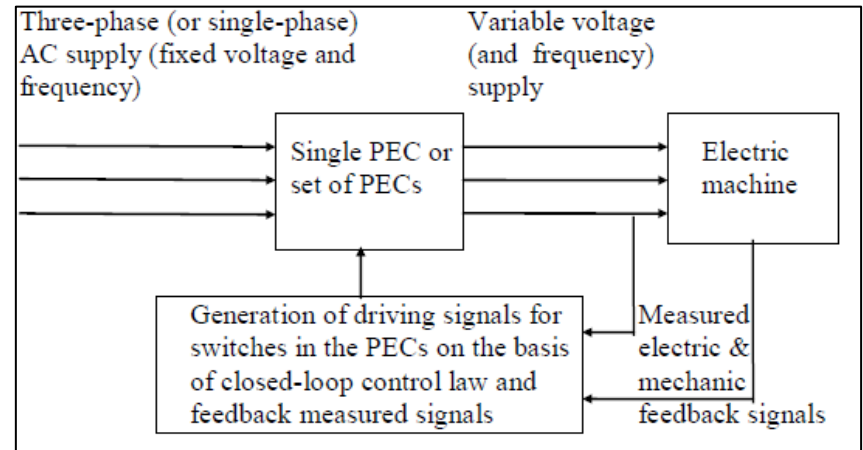 Three-phase (or single-phase)
AC supply (fixed voltage and
frequency)
Variable voltage
(and frequency)
supply
Single PEC or
set of PECs
Electric
machine
Generation of driving signals for
switches in the PECs on the basis
of closed-loop control law and
feedback measured signals
Measured
electric &
mechanic
feedback signals